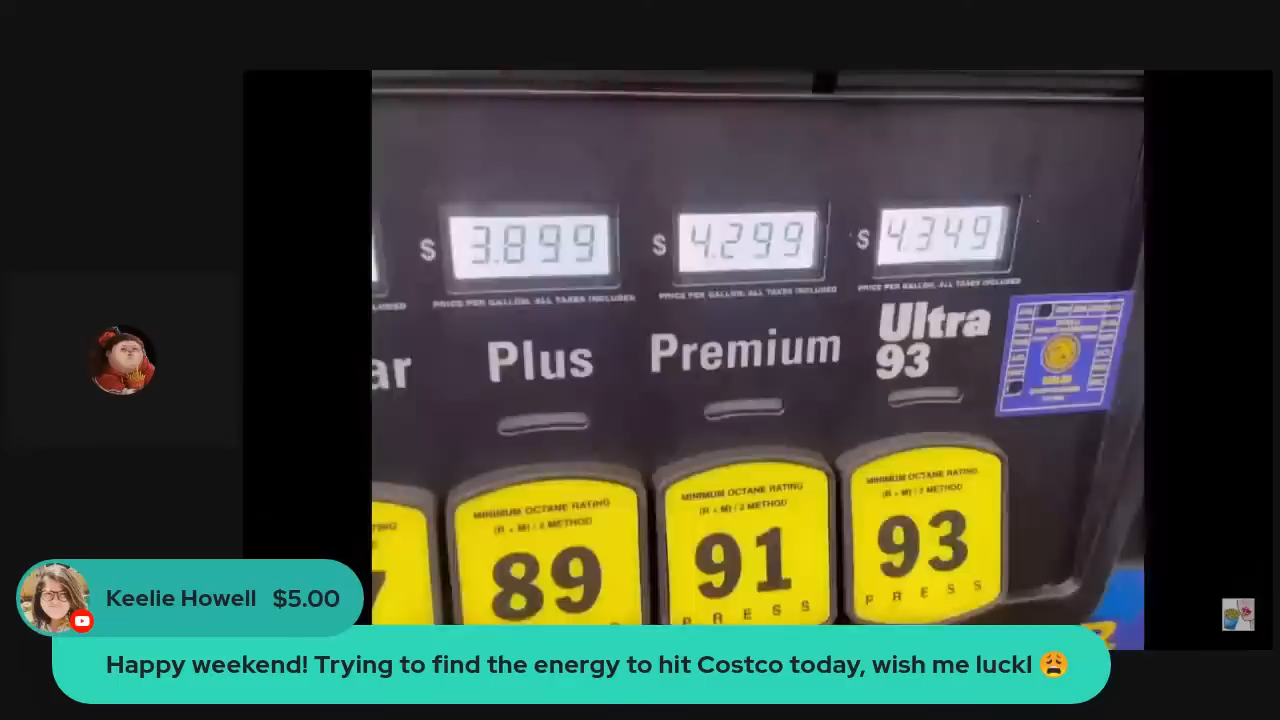 $ 3.899
$ 4.299
$ 4.349
PRICE PER GALLON, ALL TAXES INCLUDED
PRICE PER GALLON, ALL TAXES INCLUDED
PRICE PER GALLON, ALL TAXES INCLUDED
ar
Plus
Premium
Ultra
93
MINIMUM OCTANE RATING
(R + M) / 2 METHOD
89
MINIMUM OCTANE RATING
(R + M) / 2 METHOD
91
PRESS
MINIMUM OCTANE RATING
(R + M) / 2 METHOD
93
PRESS
Keelie Howell $5.00
Happy weekend! Trying to find the energy to hit Costco today, wish me luck! 😩